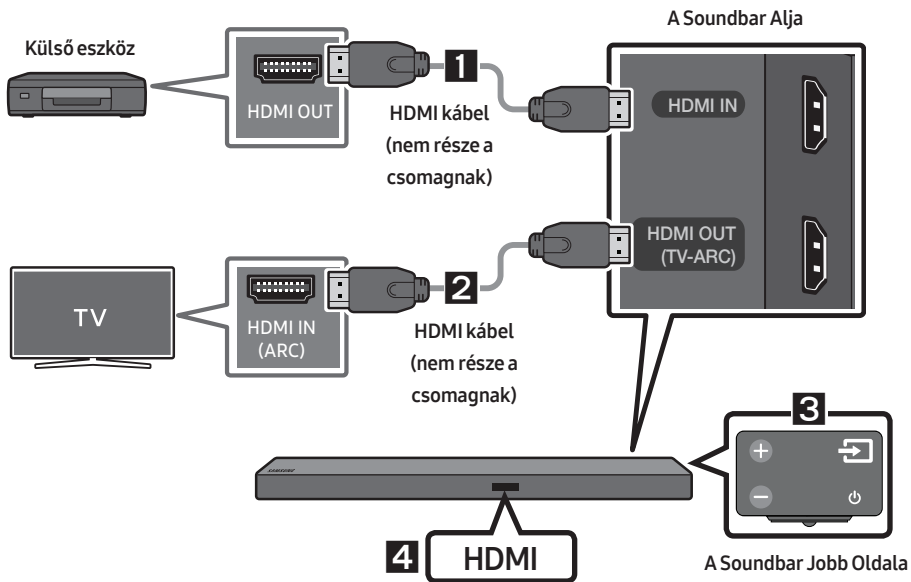 Külső eszköz
HDMI OUT
1
HDMI kábel
(nem része a
csomagnak)
A Soundbar Alja
HDMI IN
HDMI OUT
(TV-ARC)
TV
HDMI IN
(ARC)
2
HDMI kábel
(nem része a
csomagnak)
SAMSUNG
3
+
−
A Soundbar Jobb Oldala
4
HDMI